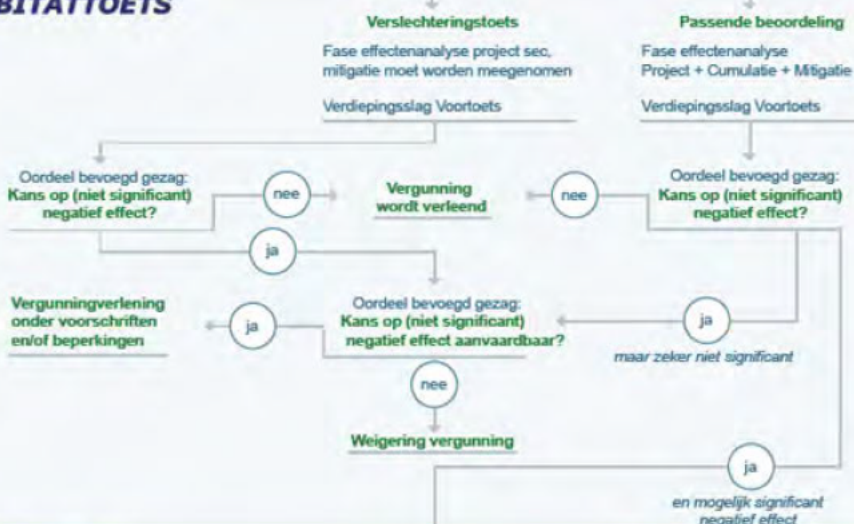 BITATTOETS
Verslechteringstoets
Fase effectenanalyse project sec,
mitigatie moet worden meegenomen
Verdiepingsslag Voortoets
Passende beoordeling
Fase effectenanalyse
Project + Cumulatie + Mitigatie
Verdiepingsslag Voortoets
Oordeel bevoegd gezag:
Kans op (niet significant)
negatief effect?
nee
Vergunning
wordt verleend
nee
Oordeel bevoegd gezag:
Kans op (niet significant)
negatief effect?
ja
Vergunningverlening
onder voorschriften
en/of beperkingen
ja
Oordeel bevoegd gezag:
Kans op (niet significant)
negatief effect aanvaardbaar?
ja
maar zeker niet significant
nee
Weigering vergunning
ja
en mogelijk significant
negatief effect